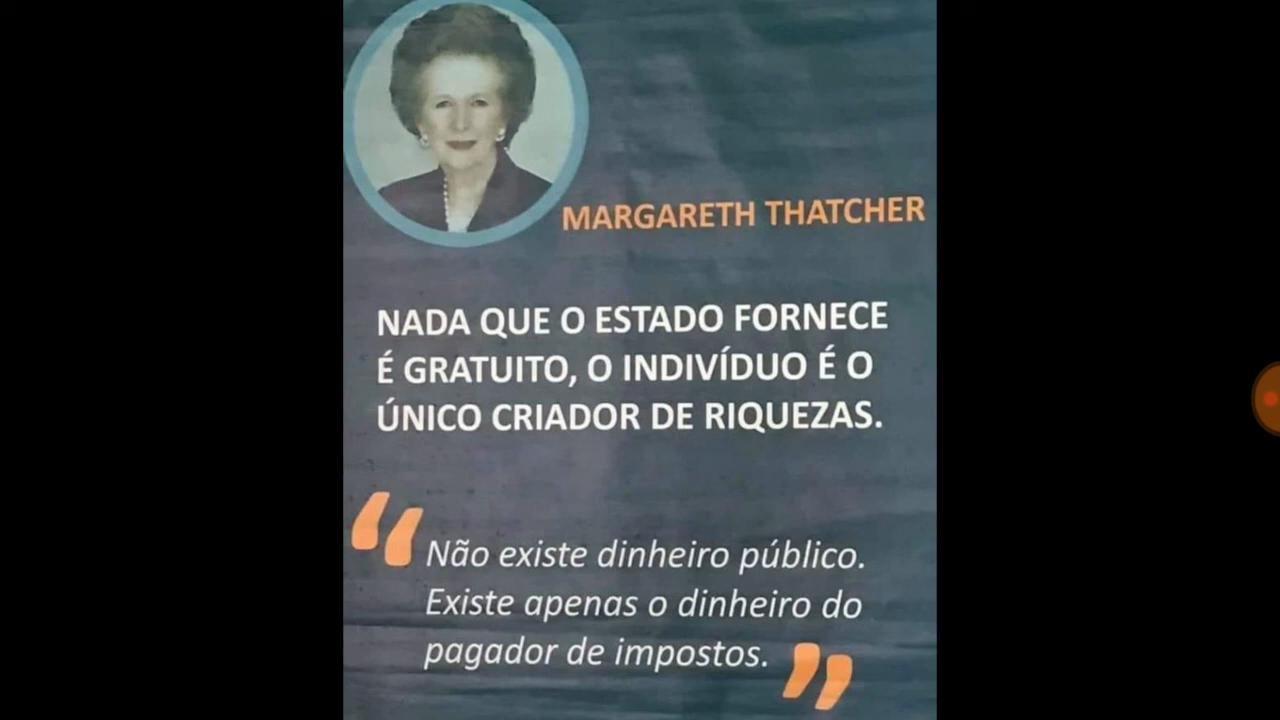 MARGARETH THATCHER
NADA QUE O ESTADO FORNECE
É GRATUITO, O INDIVÍDUO É O
ÚNICO CRIADOR DE RIQUEZAS.
“Não existe dinheiro público.
Existe apenas o dinheiro do
pagador de impostos.”